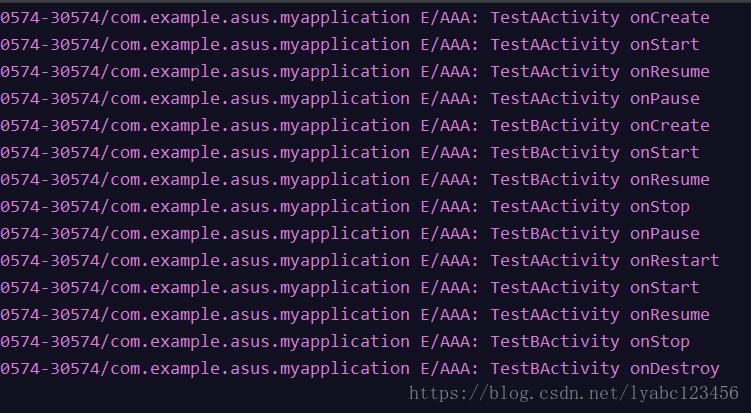 0574-30574/com.example.asus.myapplication E/AAA: TestAActivity onCreate
0574-30574/com.example.asus.myapplication E/AAA: TestAActivity onStart
0574-30574/com.example.asus.myapplication E/AAA: TestAActivity onResume
0574-30574/com.example.asus.myapplication E/AAA: TestAActivity onPause
0574-30574/com.example.asus.myapplication E/AAA: TestBActivity onCreate
0574-30574/com.example.asus.myapplication E/AAA: TestBActivity onStart
0574-30574/com.example.asus.myapplication E/AAA: TestBActivity onResume
0574-30574/com.example.asus.myapplication E/AAA: TestAActivity onStop
0574-30574/com.example.asus.myapplication E/AAA: TestBActivity onPause
0574-30574/com.example.asus.myapplication E/AAA: TestAActivity onRestart
0574-30574/com.example.asus.myapplication E/AAA: TestAActivity onStart
0574-30574/com.example.asus.myapplication E/AAA: TestAActivity onResume
0574-30574/com.example.asus.myapplication E/AAA: TestBActivity onStop
0574-30574/com.example.asus.myapplication E/AAA: TestBActivity onDestroy
https://blog.csdn.net/lyabc123456